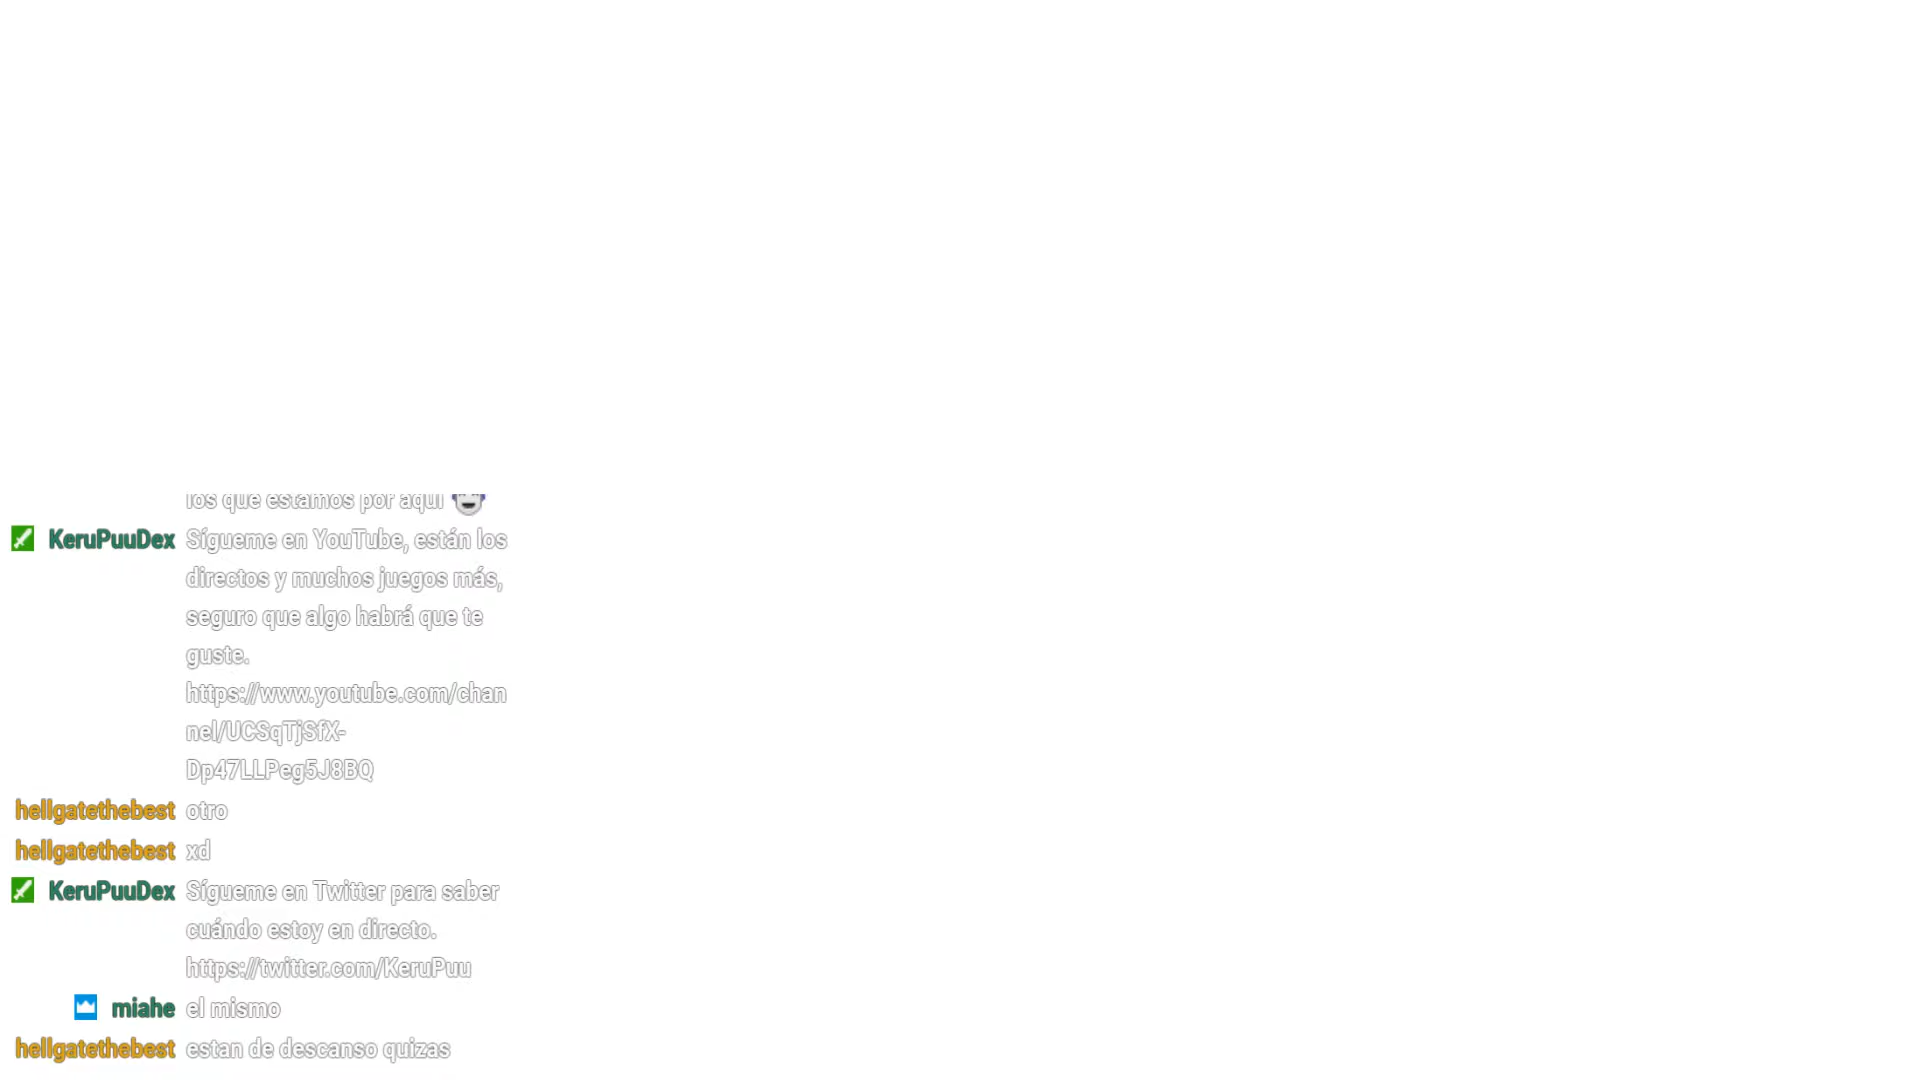 los que estamos por aquí
KeruPuuDex Sígueme en YouTube, están los
directos y muchos juegos más,
seguro que algo habrá que te
guste.
https://www.youtube.com/chan
nel/UCSqTjSfX-
Dp47LLPeg5J8BQ
hellgatethebest otro
hellgatethebest xd
KeruPuuDex Sígueme en Twitter para saber
cuándo estoy en directo.
https://twitter.com/KeruPuu
miahe el mismo
hellgatethebest estan de descanso quizas